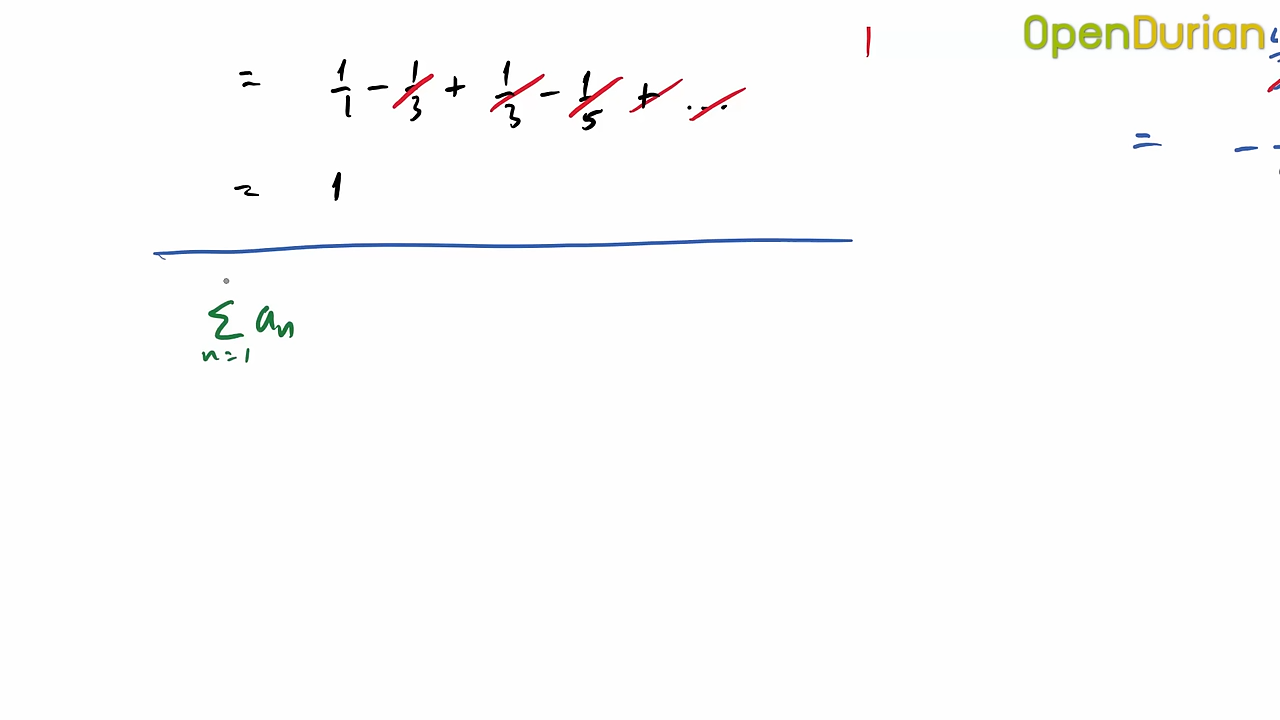 OpenDurian
= 1/1 - 1/3 + 1/3 - 1/5 + ...
= 1
∑ aₙ
n=1